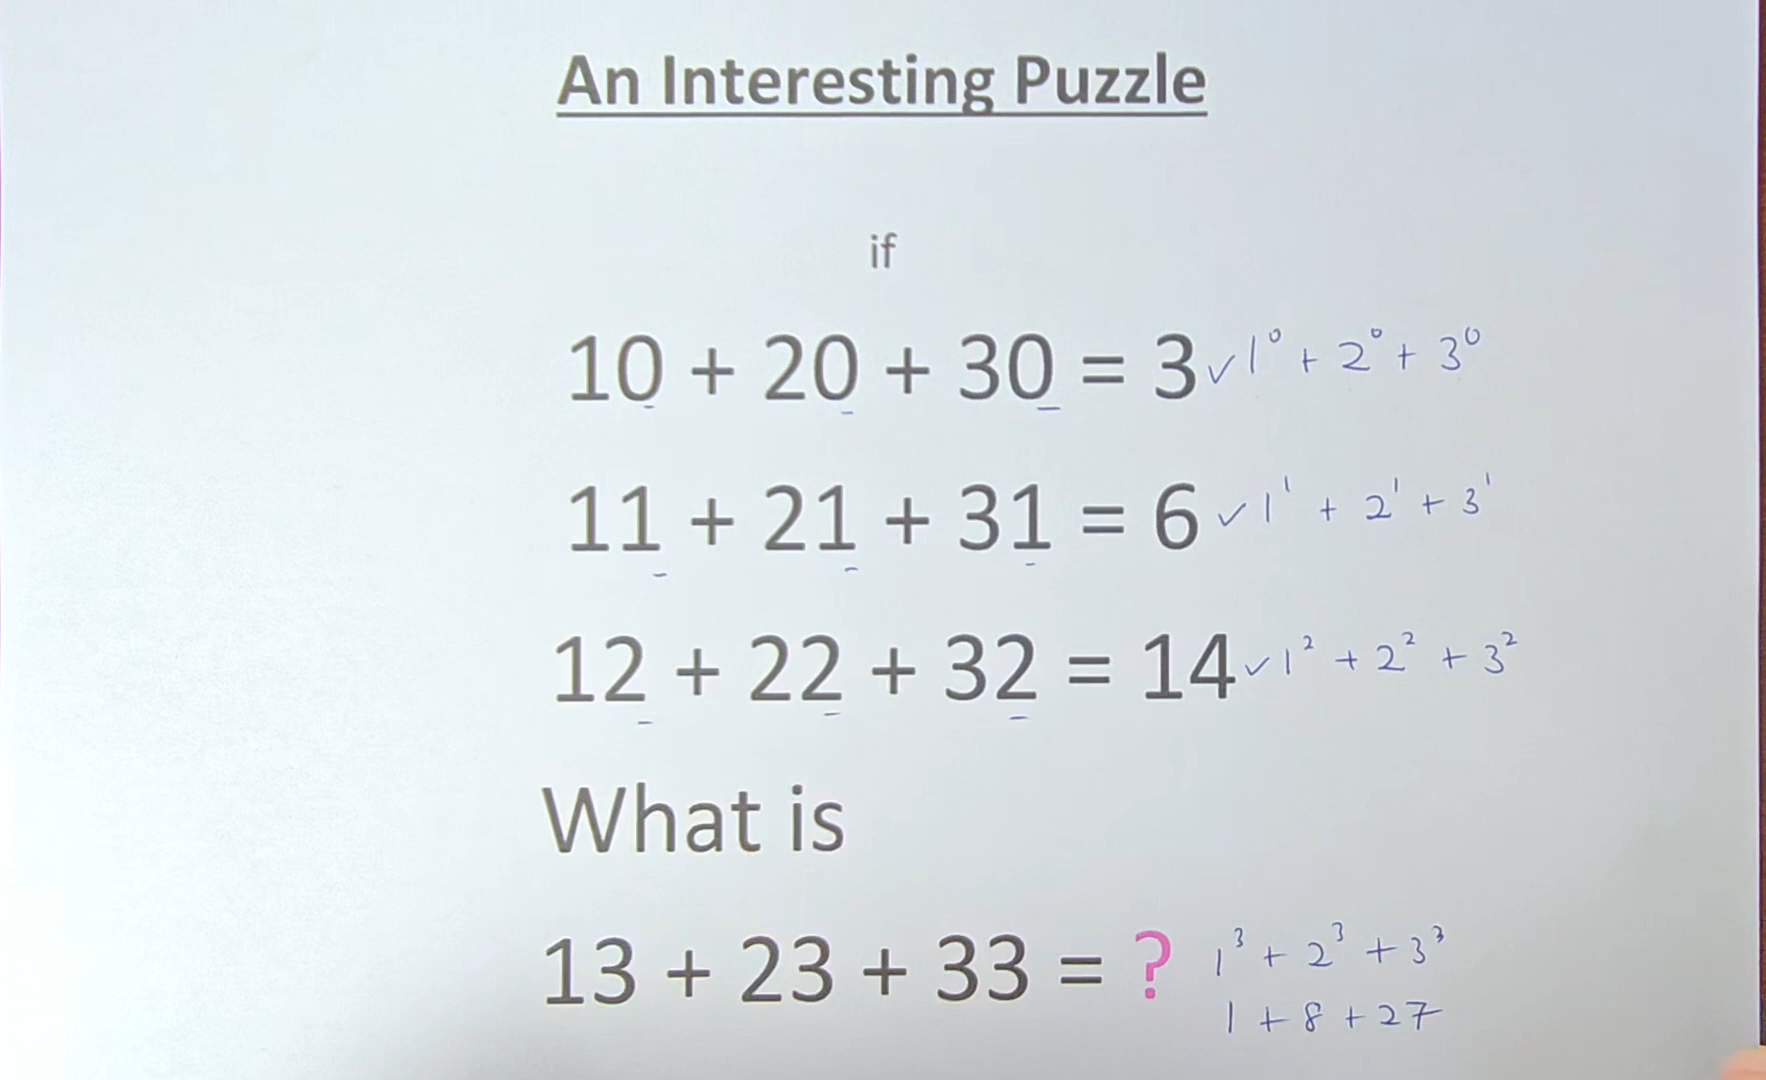 An Interesting Puzzle
if
10 + 20 + 30 = 3 ✓ 1⁰ + 2⁰ + 3⁰
11 + 21 + 31 = 6 ✓ 1¹ + 2¹ + 3¹
12 + 22 + 32 = 14 ✓ 1² + 2² + 3²
What is
13 + 23 + 33 = ? 1³ + 2³ + 3³
1 + 8 + 27